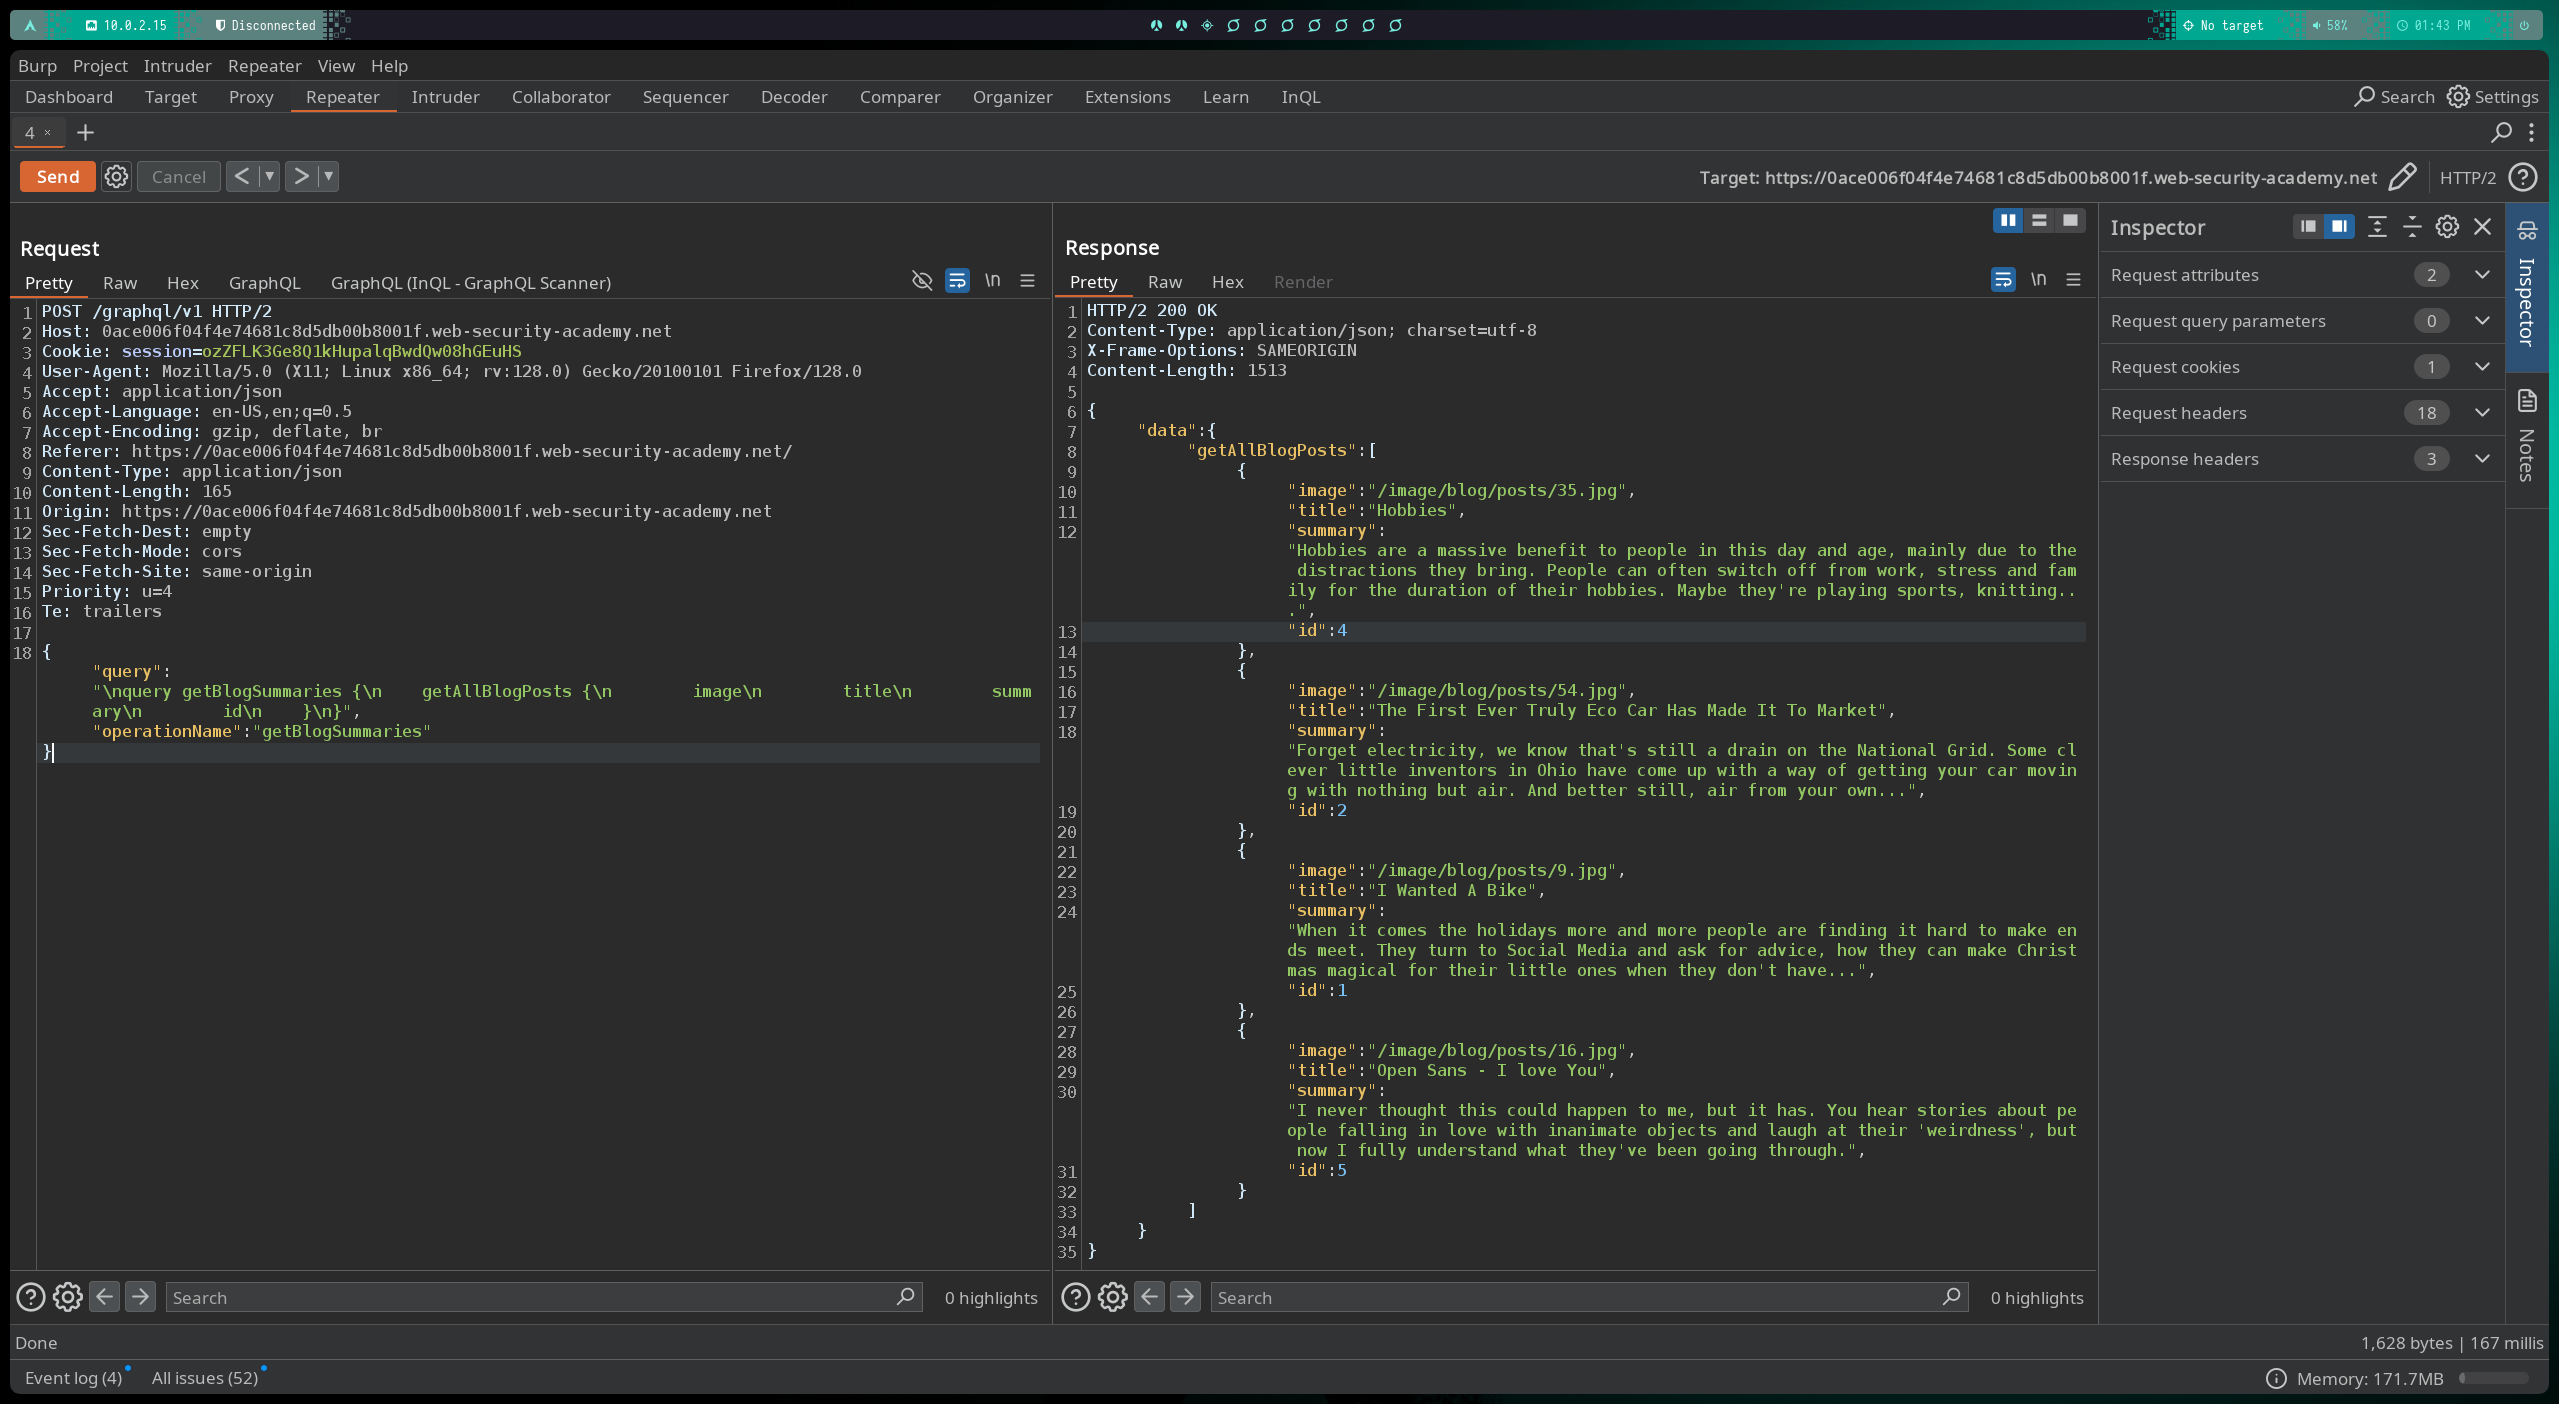 10.0.2.15 Disconnected No target 58% 01:43 PM
Burp Project Intruder Repeater View Help
Dashboard Target Proxy Repeater Intruder Collaborator Sequencer Decoder Comparer Organizer Extensions Learn InQL Search Settings
4 × +
Send Cancel < > Target: https://0ace006f04f4e74681c8d5db00b8001f.web-security-academy.net HTTP/2
Request
Pretty Raw Hex GraphQL GraphQL (InQL - GraphQL Scanner) \n
1 POST /graphql/v1 HTTP/2
2 Host: 0ace006f04f4e74681c8d5db00b8001f.web-security-academy.net
3 Cookie: session=ozZFLK3Ge8Q1kHupalqBwdQw08hGEuHS
4 User-Agent: Mozilla/5.0 (X11; Linux x86_64; rv:128.0) Gecko/20100101 Firefox/128.0
5 Accept: application/json
6 Accept-Language: en-US,en;q=0.5
7 Accept-Encoding: gzip, deflate, br
8 Referer: https://0ace006f04f4e74681c8d5db00b8001f.web-security-academy.net/
9 Content-Type: application/json
10 Content-Length: 165
11 Origin: https://0ace006f04f4e74681c8d5db00b8001f.web-security-academy.net
12 Sec-Fetch-Dest: empty
13 Sec-Fetch-Mode: cors
14 Sec-Fetch-Site: same-origin
15 Priority: u=4
16 Te: trailers
17
18 {
"query":
"\nquery getBlogSummaries {\n    getAllBlogPosts {\n        image\n        title\n        summ
ary\n        id\n    }\n}",
"operationName":"getBlogSummaries"
}
Search 0 highlights
Response
Pretty Raw Hex Render \n
1 HTTP/2 200 OK
2 Content-Type: application/json; charset=utf-8
3 X-Frame-Options: SAMEORIGIN
4 Content-Length: 1513
5
6 {
7 "data":{
8 "getAllBlogPosts":[
9 {
10 "image":"/image/blog/posts/35.jpg",
11 "title":"Hobbies",
12 "summary":
"Hobbies are a massive benefit to people in this day and age, mainly due to the
distractions they bring. People can often switch off from work, stress and fam
ily for the duration of their hobbies. Maybe they're playing sports, knitting..
.",
13 "id":4
14 },
15 {
16 "image":"/image/blog/posts/54.jpg",
17 "title":"The First Ever Truly Eco Car Has Made It To Market",
18 "summary":
"Forget electricity, we know that's still a drain on the National Grid. Some cl
ever little inventors in Ohio have come up with a way of getting your car movin
g with nothing but air. And better still, air from your own...",
19 "id":2
20 },
21 {
22 "image":"/image/blog/posts/9.jpg",
23 "title":"I Wanted A Bike",
24 "summary":
"When it comes the holidays more and more people are finding it hard to make en
ds meet. They turn to Social Media and ask for advice, how they can make Christ
mas magical for their little ones when they don't have...",
25 "id":1
26 },
27 {
28 "image":"/image/blog/posts/16.jpg",
29 "title":"Open Sans - I love You",
30 "summary":
"I never thought this could happen to me, but it has. You hear stories about pe
ople falling in love with inanimate objects and laugh at their 'weirdness', but
now I fully understand what they've been going through.",
31 "id":5
32 }
33 ]
34 }
35 }
Search 0 highlights
Inspector
Request attributes 2
Request query parameters 0
Request cookies 1
Request headers 18
Response headers 3
Inspector
Notes
Done 1,628 bytes | 167 millis
Event log (4) All issues (52) Memory: 171.7MB